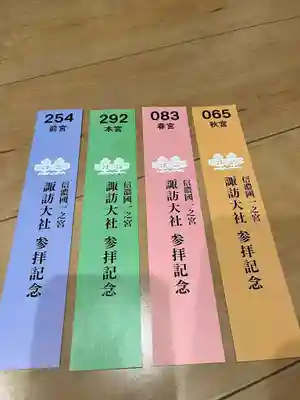 254
前宮
信濃國一之宮
諏訪大社 参拝記念
292
本宮
信濃國一之宮
諏訪大社 参拝記念
083
春宮
信濃國一之宮
諏訪大社 参拝記念
065
秋宮
信濃國一之宮
諏訪大社 参拝記念